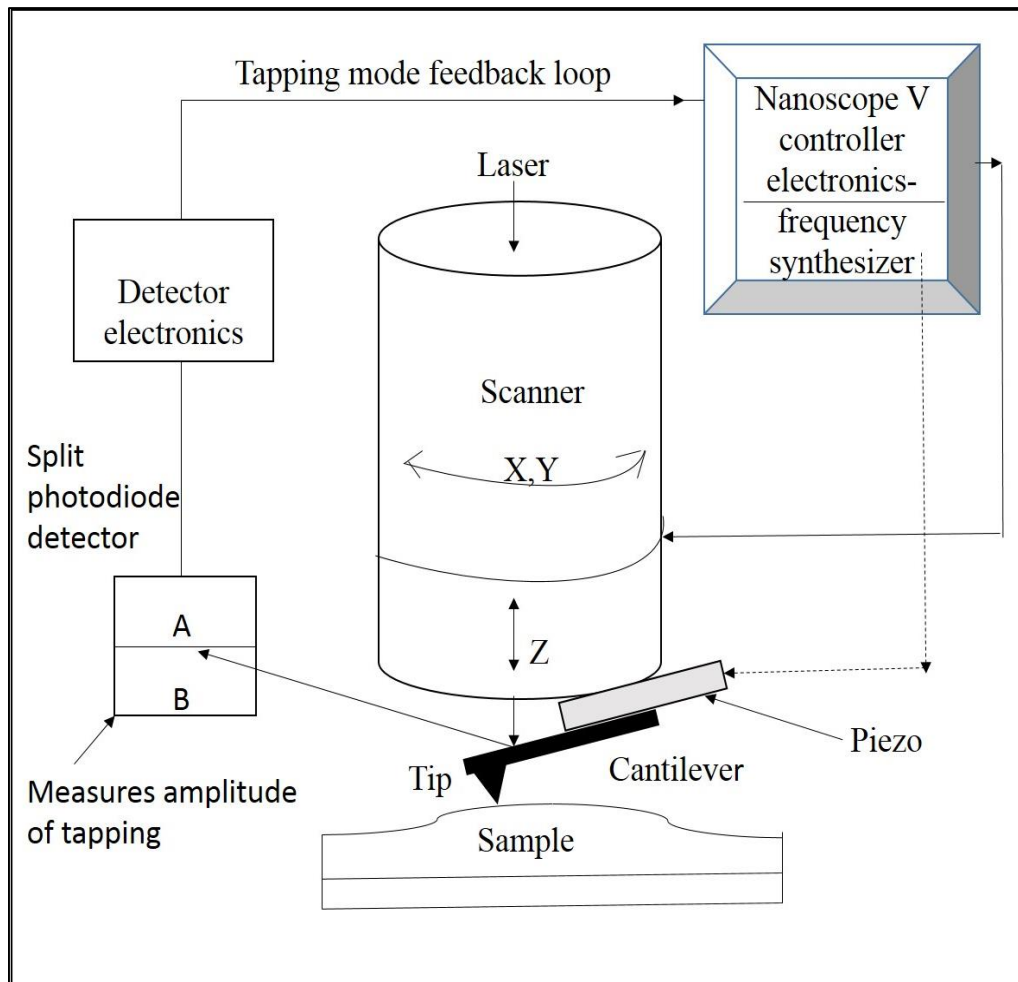 Tapping mode feedback loop
Nanoscope V
controller
electronics-
frequency
synthesizer
Laser
Detector
electronics
Scanner
X,Y
Split
photodiode
detector
A
B
Z
Piezo
Tip
Cantilever
Measures amplitude
of tapping
Sample